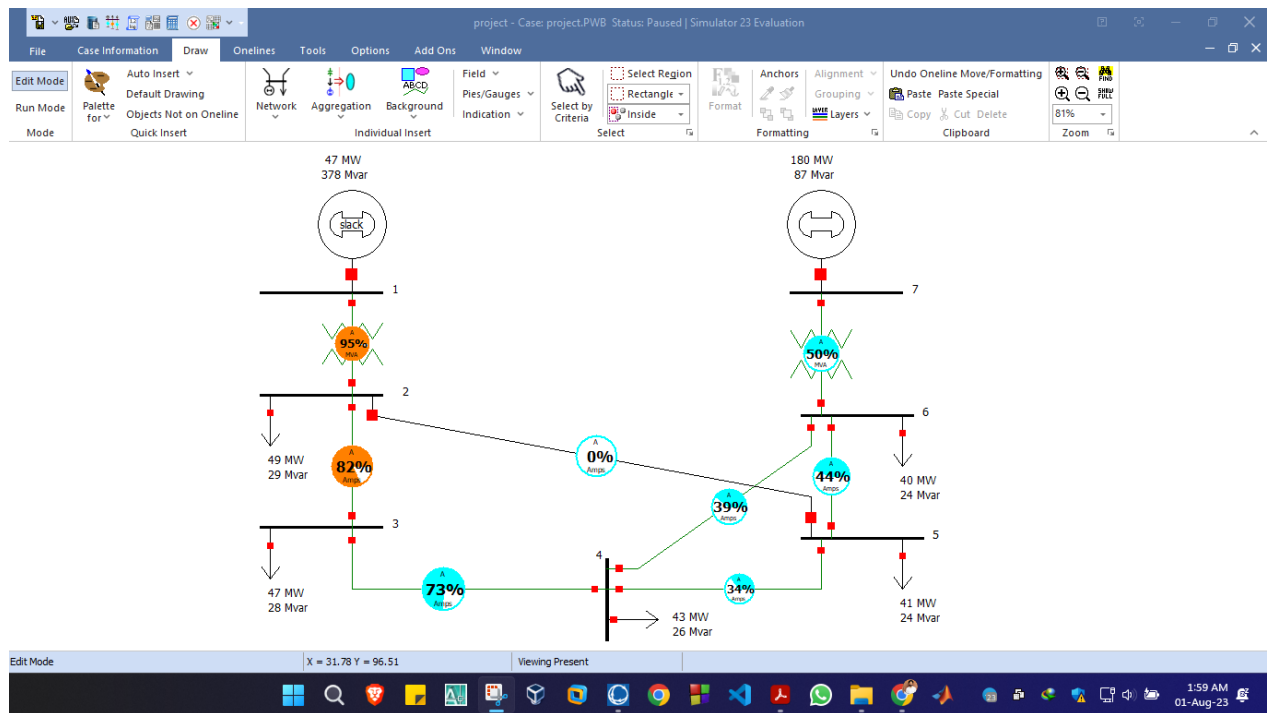 project - Case: project.PWB Status: Paused | Simulator 23 Evaluation
File Case Information Draw Onelines Tools Options Add Ons Window
Edit Mode
Run Mode
Mode
Palette for
Auto Insert
Default Drawing
Objects Not on Oneline
Quick Insert
Network
Aggregation
ABCD
Background
Field
Pies/Gauges
Indication
Individual Insert
Select by Criteria
Select Region
Rectangle
Inside
Select
Format
Anchors
Alignment
Grouping
LAYER Layers
Formatting
Undo Oneline Move/Formatting
Paste Paste Special
Copy Cut Delete
Clipboard
FIND
SHOW FULL
81%
Zoom
47 MW
378 Mvar
slack
1
A
95%
MVA
2
49 MW
29 Mvar
A
82%
Amps
3
47 MW
28 Mvar
A
73%
Amps
A
0%
Amps
4
43 MW
26 Mvar
A
39%
Amps
A
34%
Amps
180 MW
87 Mvar
7
A
50%
MVA
6
A
44%
Amps
40 MW
24 Mvar
5
41 MW
24 Mvar
Edit Mode
X = 31.78 Y = 96.51
Viewing Present
1:59 AM
01-Aug-23